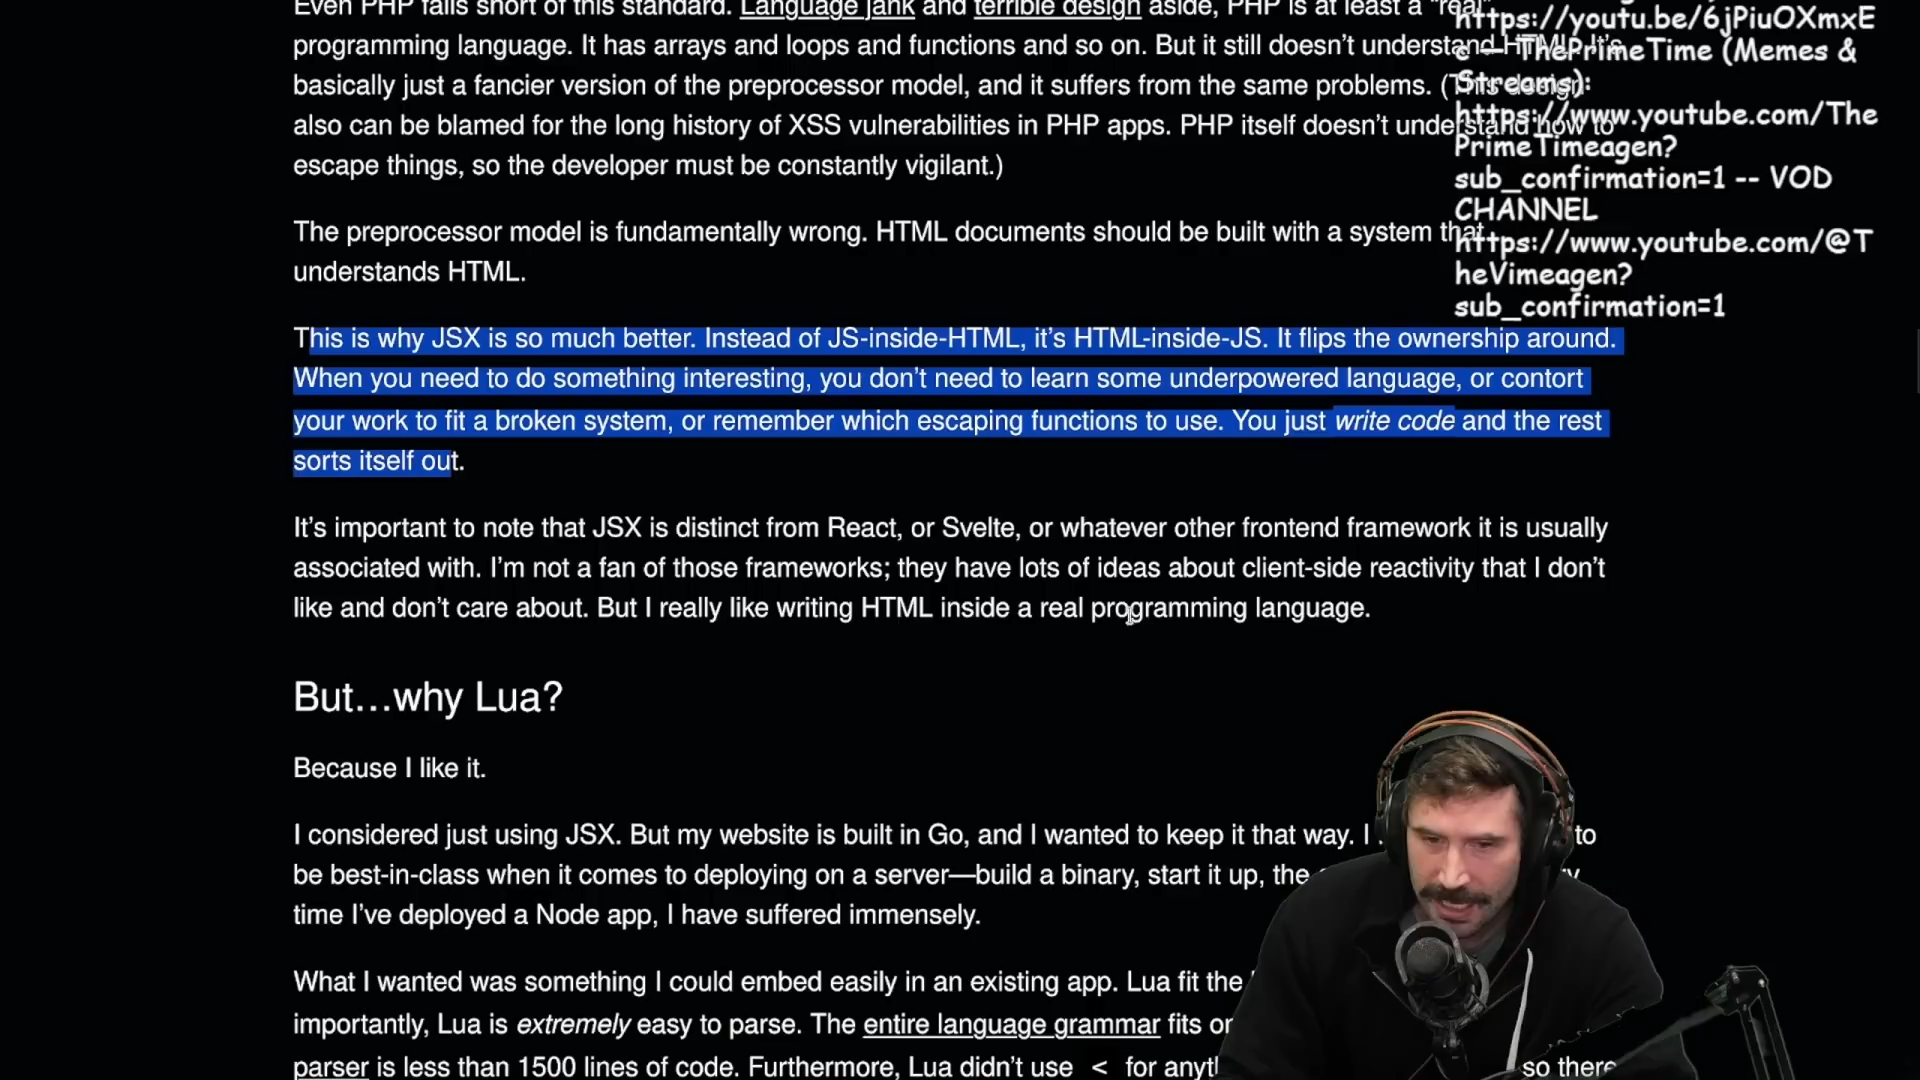 Even PHP falls short of this standard. Language jank and terrible design aside, PHP is at least a “real”
programming language. It has arrays and loops and functions and so on. But it still doesn’t understand HTML. It’s
basically just a fancier version of the preprocessor model, and it suffers from the same problems. (This design
also can be blamed for the long history of XSS vulnerabilities in PHP apps. PHP itself doesn’t understand how to
escape things, so the developer must be constantly vigilant.)
The preprocessor model is fundamentally wrong. HTML documents should be built with a system that
understands HTML.
This is why JSX is so much better. Instead of JS-inside-HTML, it’s HTML-inside-JS. It flips the ownership around.
When you need to do something interesting, you don’t need to learn some underpowered language, or contort
your work to fit a broken system, or remember which escaping functions to use. You just write code and the rest
sorts itself out.
It’s important to note that JSX is distinct from React, or Svelte, or whatever other frontend framework it is usually
associated with. I’m not a fan of those frameworks; they have lots of ideas about client-side reactivity that I don’t
like and don’t care about. But I really like writing HTML inside a real programming language.
But…why Lua?
Because I like it.
I considered just using JSX. But my website is built in Go, and I wanted to keep it that way. I to
be best-in-class when it comes to deploying on a server—build a binary, start it up, the
time I’ve deployed a Node app, I have suffered immensely.
What I wanted was something I could embed easily in an existing app. Lua fit the
importantly, Lua is extremely easy to parse. The entire language grammar fits
parser is less than 1500 lines of code. Furthermore, Lua didn’t use < for so there
https://youtu.be/6jPiuOXmxE
c -- ThePrimeTime (Memes &
Streams):
https://www.youtube.com/The
PrimeTimeagen?
sub_confirmation=1 -- VOD
CHANNEL
https://www.youtube.com/@T
heVimeagen?
sub_confirmation=1